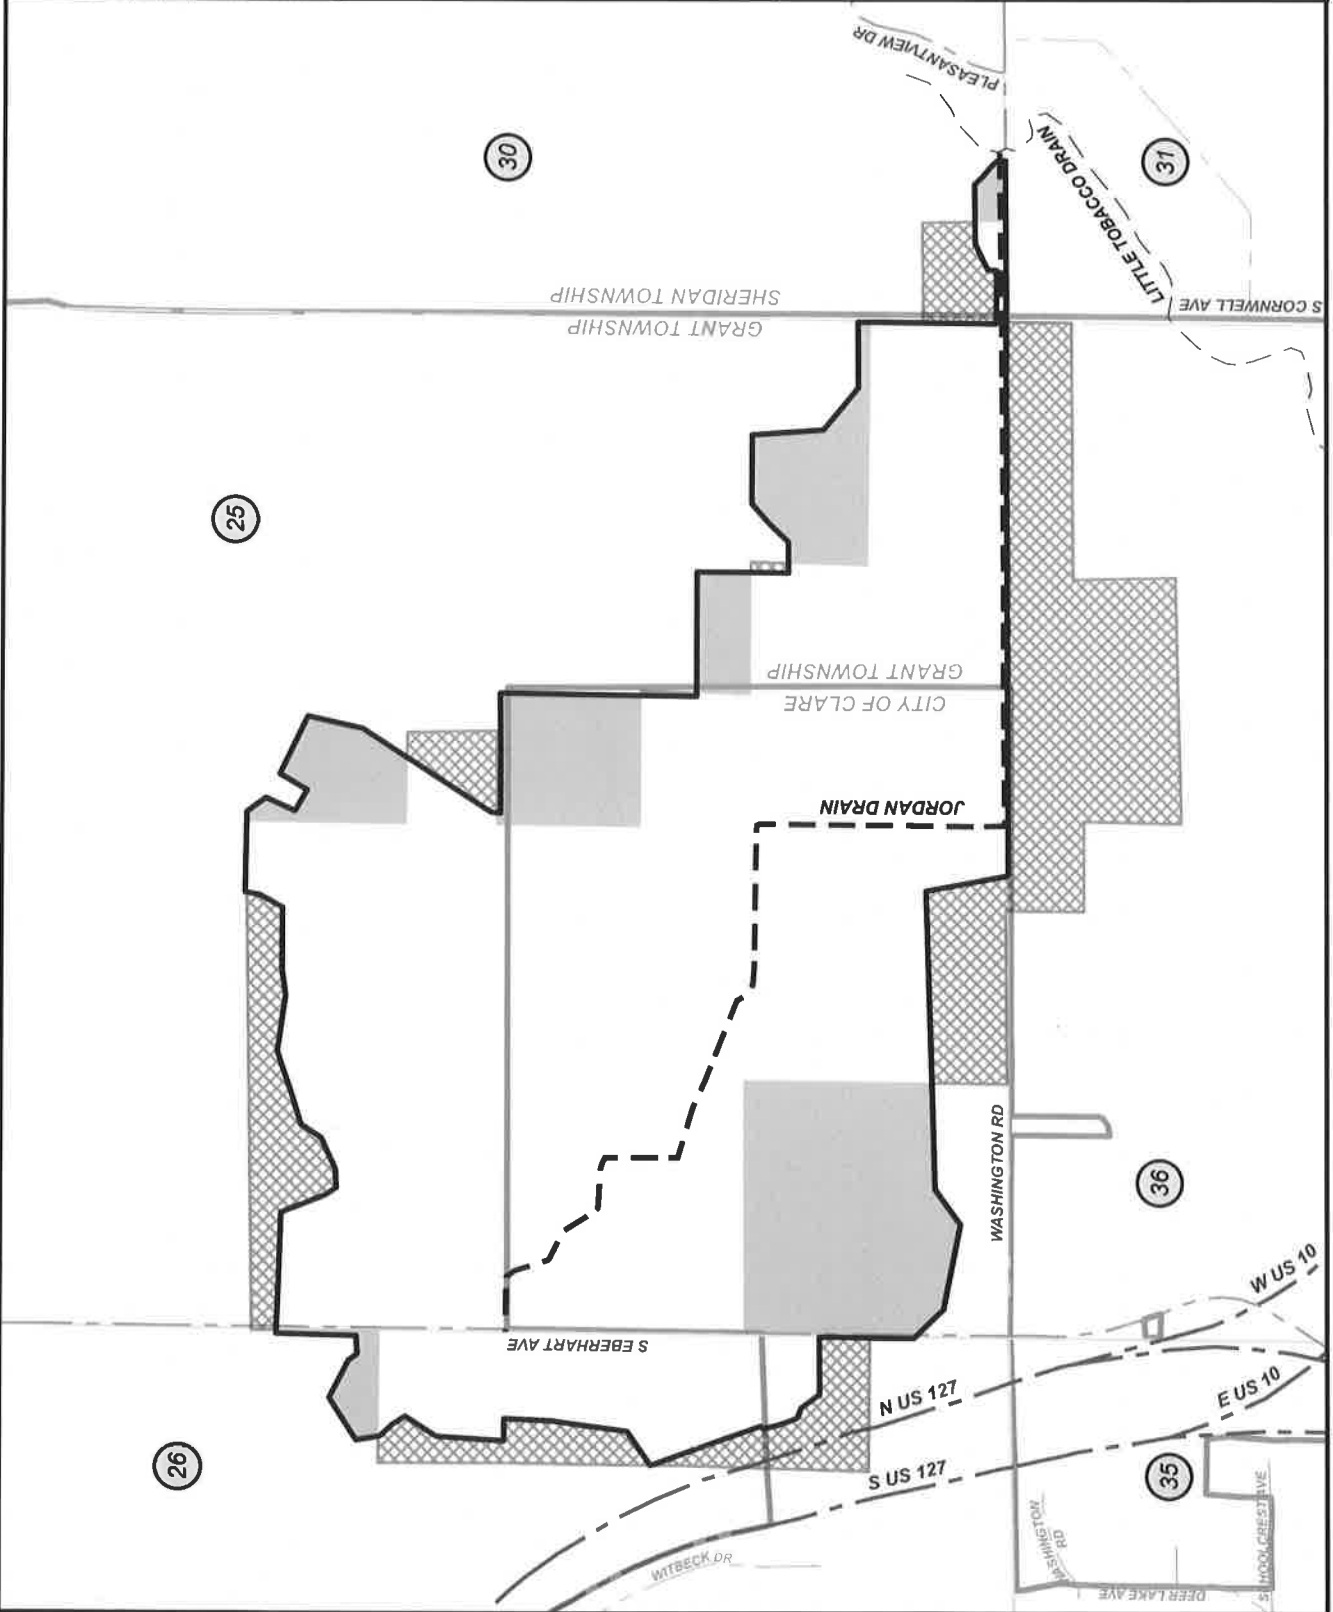 PLEASANTVIEW DR
30
31
LITTLE TOBACCO DRAIN
SHERIDAN TOWNSHIP
GRANT TOWNSHIP
S CORNWELL AVE
25
GRANT TOWNSHIP
CITY OF CLARE
JORDAN DRAIN
WASHINGTON RD
36
W US 10
S EBERHART AVE
N US 127
E US 10
26
S US 127
35
WITBECK DR
WASHINGTON
RD
DEER LAKE AVE
SCHOOLCREST AVE